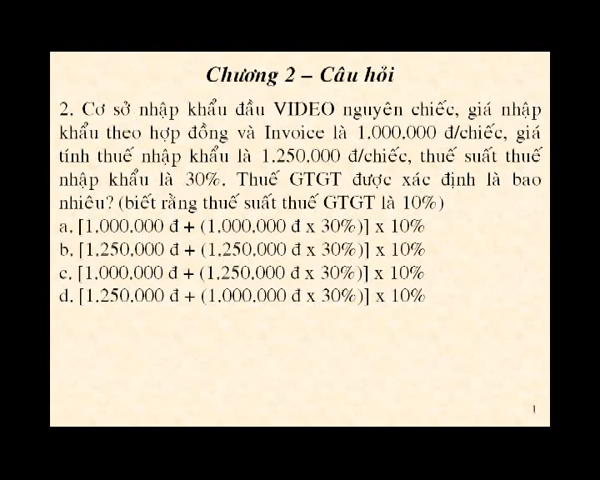 Chương 2 – Câu hỏi
2. Cơ sở nhập khẩu đầu VIDEO nguyên chiếc, giá nhập
khẩu theo hợp đồng và Invoice là 1.000.000 đ/chiếc, giá
tính thuế nhập khẩu là 1.250.000 đ/chiếc, thuế suất thuế
nhập khẩu là 30%. Thuế GTGT được xác định là bao
nhiêu? (biết rằng thuế suất thuế GTGT là 10%)
a. [1.000.000 đ + (1.000.000 đ x 30%)] x 10%
b. [1.250.000 đ + (1.250.000 đ x 30%)] x 10%
c. [1.000.000 đ + (1.250.000 đ x 30%)] x 10%
d. [1.250.000 đ + (1.000.000 đ x 30%)] x 10%
1